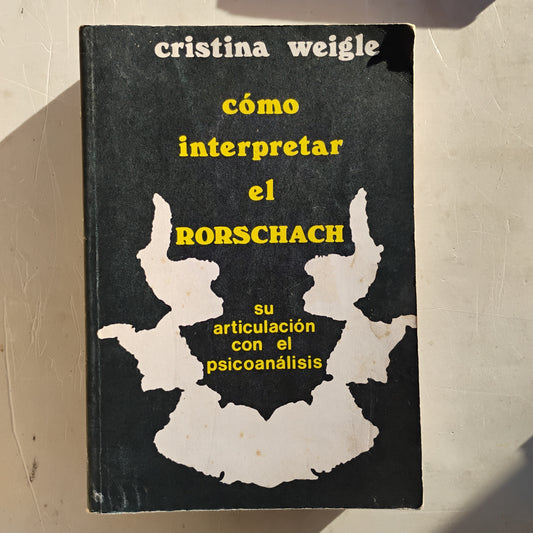 cristina weigle
cómo
interpretar
el
RORSCHACH
su
articulación
con el
psicoanálisis